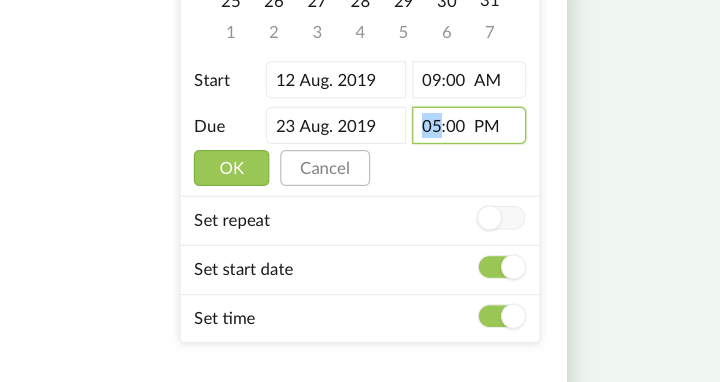 25 26 27 28 29 30 31
1 2 3 4 5 6 7
Start 12 Aug. 2019 09:00 AM
Due 23 Aug. 2019 05:00 PM
OK Cancel
Set repeat
Set start date
Set time